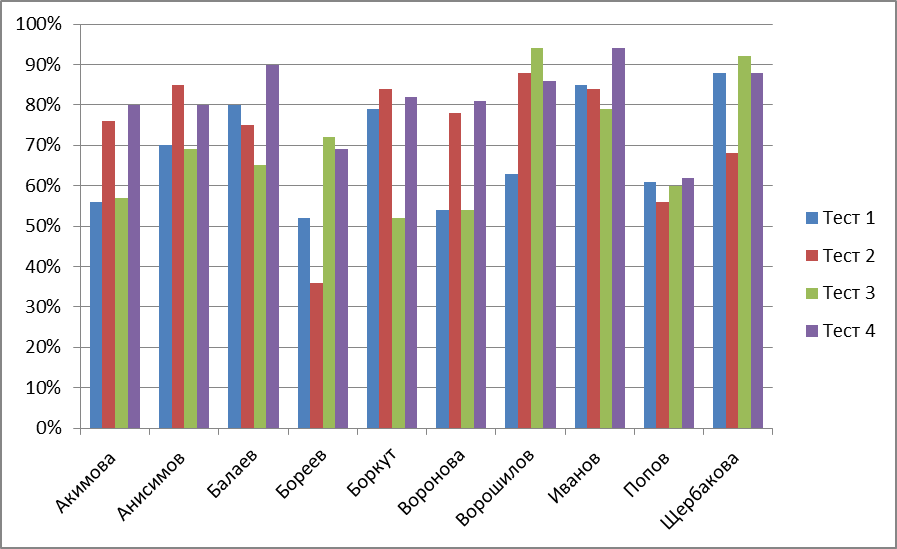 100%
90%
80%
70%
60%
50%
40%
30%
20%
10%
0%
Акимова
Анисимов
Балаев
Бореев
Боркут
Воронова
Ворошилов
Иванов
Попов
Щербакова
Тест 1
Тест 2
Тест 3
Тест 4